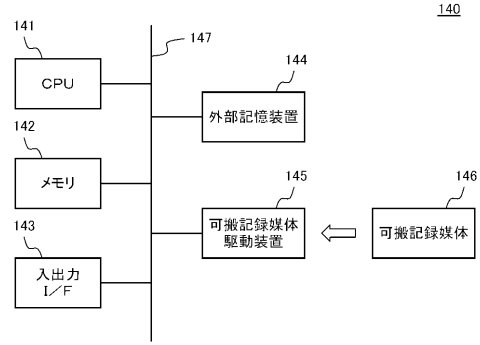 140
141
147
CPU
144
外部記憶装置
142
メモリ
145
146
可搬記録媒体
駆動装置
可搬記録媒体
143
入出力
I／F